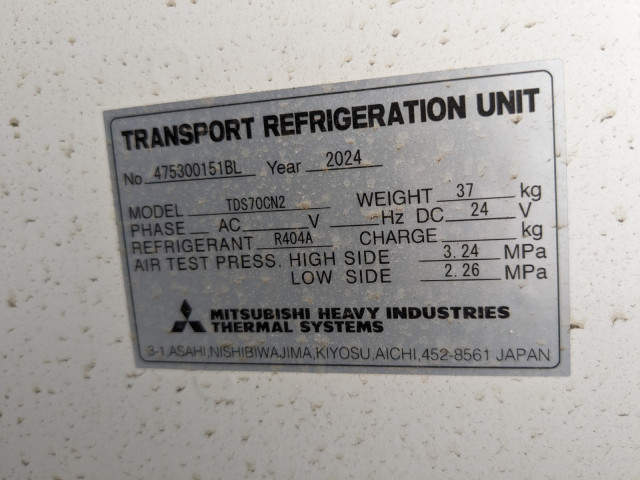 TRANSPORT REFRIGERATION UNIT
No 475300151BL Year 2024
MODEL TDS70CN2 WEIGHT 37 kg
PHASE AC V Hz DC 24 V
REFRIGERANT R404A CHARGE kg
AIR TEST PRESS. HIGH SIDE 3.24 MPa
LOW SIDE 2.26 MPa
MITSUBISHI HEAVY INDUSTRIES
THERMAL SYSTEMS
3-1,ASAHI,NISHIBIWAJIMA,KIYOSU,AICHI,452-8561 JAPAN